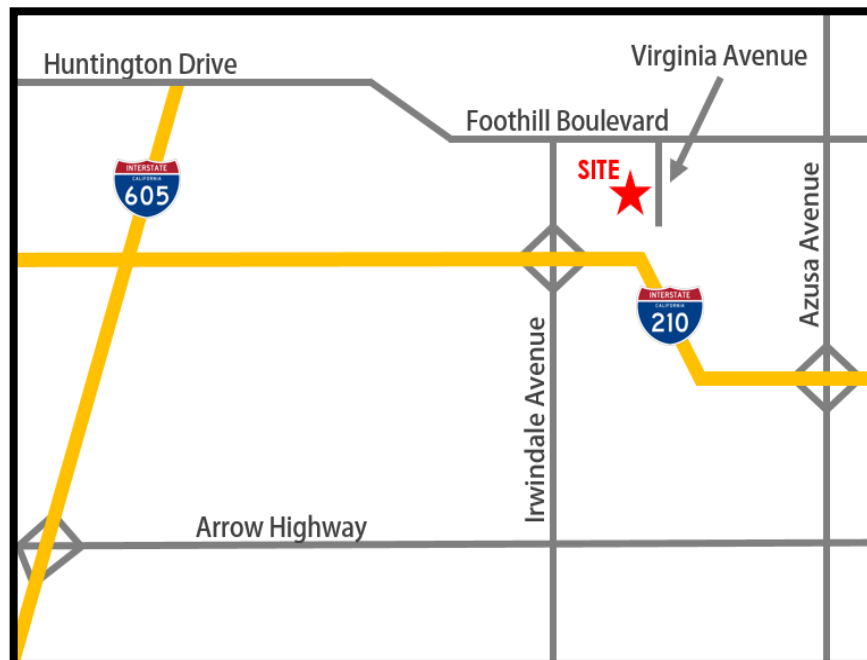 Huntington Drive
Virginia Avenue
Foothill Boulevard
SITE
INTERSTATE
CALIFORNIA
605
Azusa Avenue
INTERSTATE
CALIFORNIA
210
Irwindale Avenue
Arrow Highway